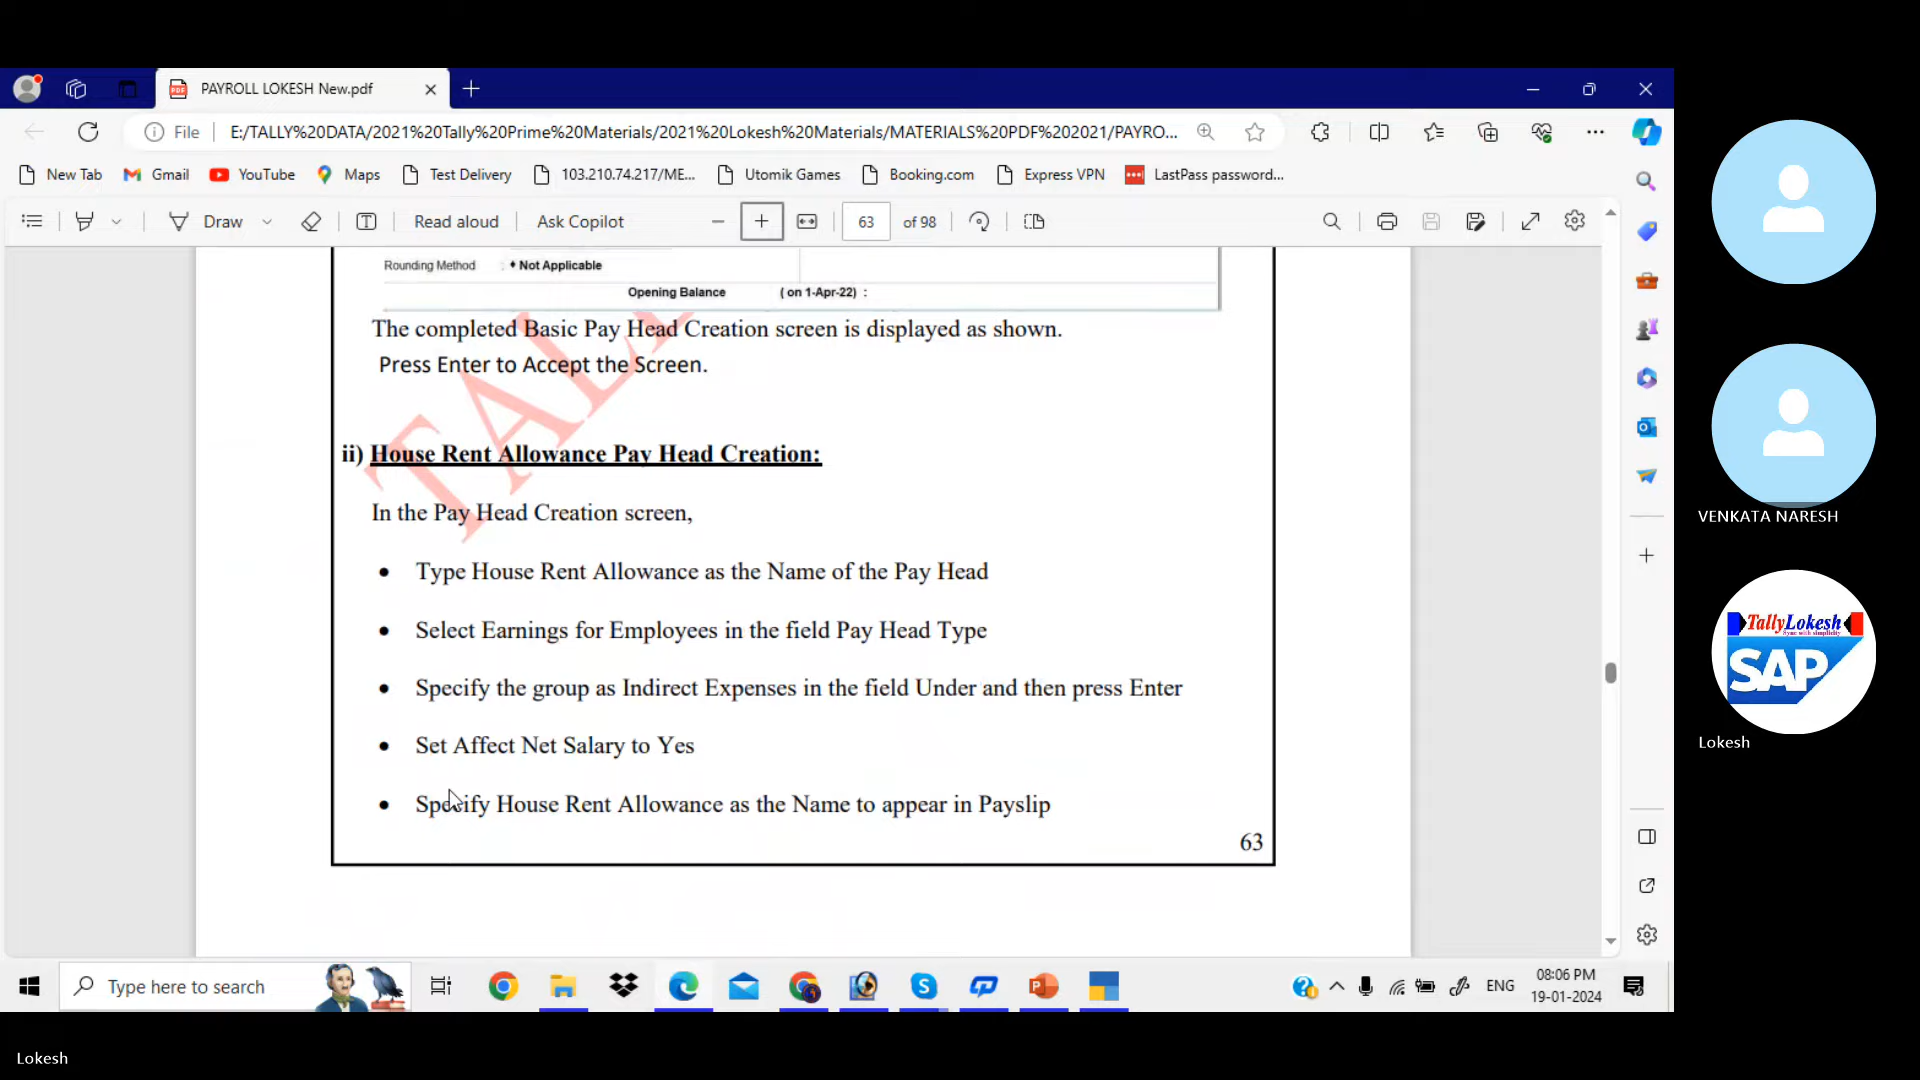 PAYROLL LOKESH New.pdf
File
E:/TALLY%20DATA/2021%20Tally%20Prime%20Materials/2021%20Lokesh%20Materials/MATERIALS%20PDF%202021/PAYRO...
New Tab
Gmail
YouTube
Maps
Test Delivery
103.210.74.217/ME...
Utomik Games
Booking.com
Express VPN
LastPass password...
Draw
Read aloud
Ask Copilot
63
of 98
Rounding Method : ♦ Not Applicable
Opening Balance ( on 1-Apr-22) :
The completed Basic Pay Head Creation screen is displayed as shown.
Press Enter to Accept the Screen.
ii) House Rent Allowance Pay Head Creation:
In the Pay Head Creation screen,
• Type House Rent Allowance as the Name of the Pay Head
• Select Earnings for Employees in the field Pay Head Type
• Specify the group as Indirect Expenses in the field Under and then press Enter
• Set Affect Net Salary to Yes
• Specify House Rent Allowance as the Name to appear in Payslip
63
TALL
VENKATA NARESH
TallyLokesh
Sync with simplicity
SAP
Lokesh
Type here to search
ENG
08:06 PM
19-01-2024
Lokesh